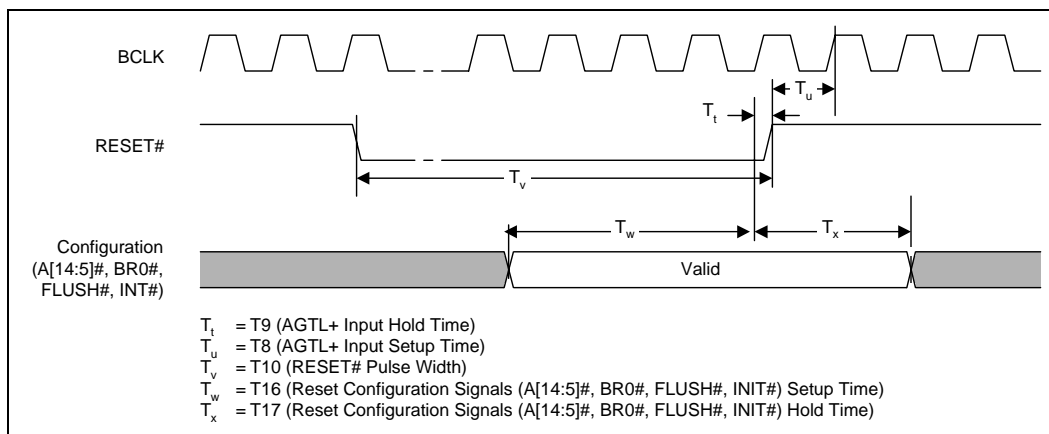 BCLK
T_u
T_t
RESET#
T_v
T_w
T_x
Configuration
(A[14:5]#, BR0#,
FLUSH#, INT#)
Valid
T_t = T9 (AGTL+ Input Hold Time)
T_u = T8 (AGTL+ Input Setup Time)
T_v = T10 (RESET# Pulse Width)
T_w = T16 (Reset Configuration Signals (A[14:5]#, BR0#, FLUSH#, INIT#) Setup Time)
T_x = T17 (Reset Configuration Signals (A[14:5]#, BR0#, FLUSH#, INIT#) Hold Time)